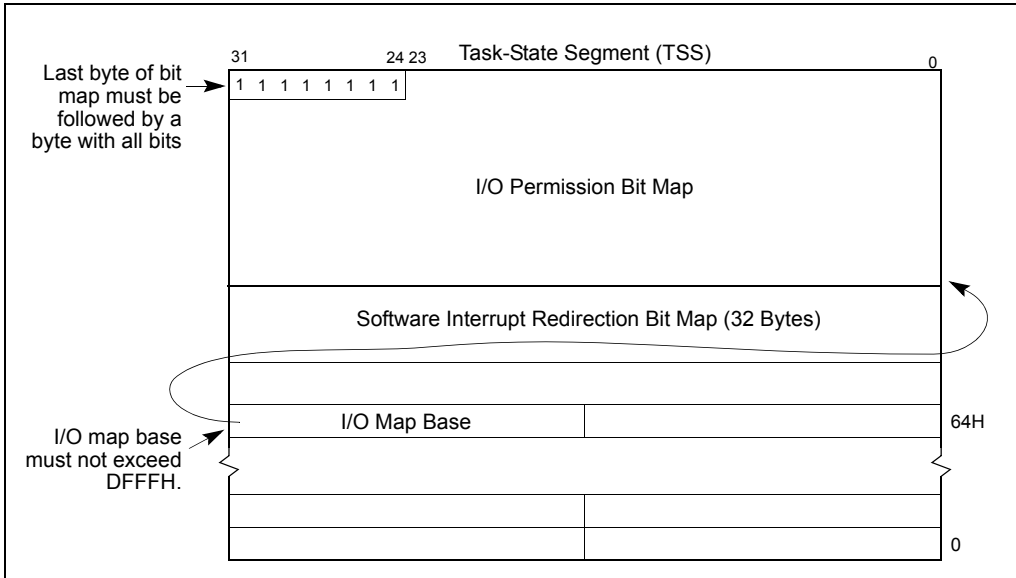 Task-State Segment (TSS)
31
24 23
0
Last byte of bit
map must be
followed by a
byte with all bits
1 1 1 1 1 1 1 1
I/O Permission Bit Map
Software Interrupt Redirection Bit Map (32 Bytes)
I/O Map Base
64H
I/O map base
must not exceed
DFFFH.
0